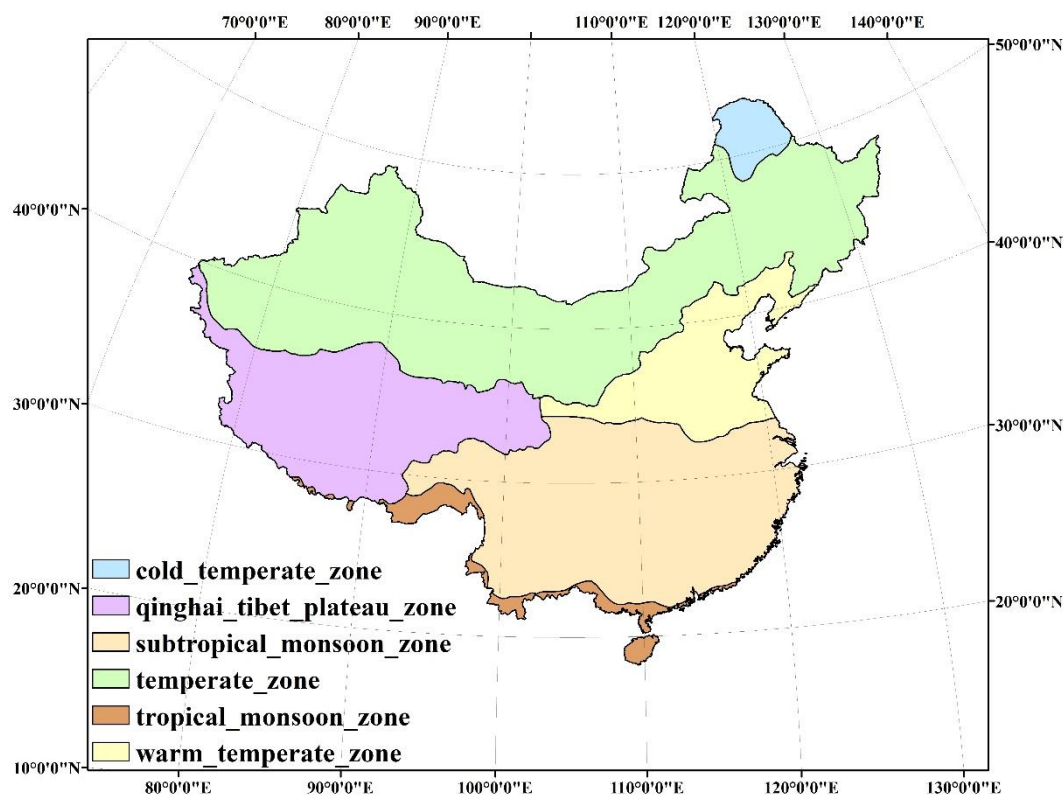 70°0'0"E 80°0'0"E 90°0'0"E 110°0'0"E 120°0'0"E 130°0'0"E 140°0'0"E
50°0'0"N
40°0'0"N 40°0'0"N
30°0'0"N 30°0'0"N
20°0'0"N 20°0'0"N
cold_temperate_zone
qinghai_tibet_plateau_zone
subtropical_monsoon_zone
temperate_zone
tropical_monsoon_zone
warm_temperate_zone
10°0'0"N
80°0'0"E 90°0'0"E 100°0'0"E 110°0'0"E 120°0'0"E 130°0'0"E